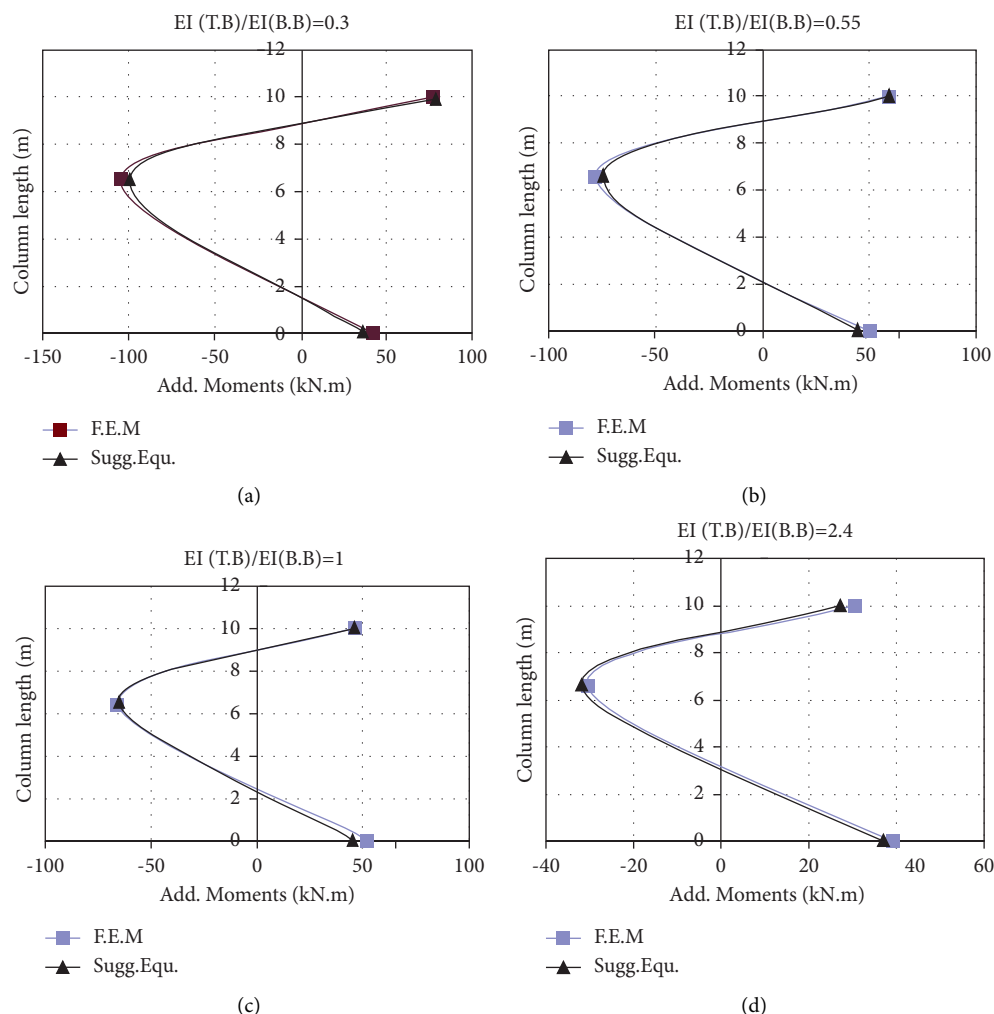 EI (T.B)/EI(B.B)=0.3
12
10
8
6
4
2
0
-150 -100 -50 0 50 100
Column length (m)
Add. Moments (kN.m)
F.E.M
Sugg.Equ.
(a)
EI (T.B)/EI(B.B)=0.55
12
10
8
6
4
2
0
-100 -50 0 50 100
Column length (m)
Add. Moments (kN.m)
F.E.M
Sugg.Equ.
(b)
EI (T.B)/EI(B.B)=1
12
10
8
6
4
2
0
-100 -50 0 50 100
Column length (m)
Add. Moments (kN.m)
F.E.M
Sugg.Equ.
(c)
EI (T.B)/EI(B.B)=2.4
12
10
8
6
4
2
0
-40 -20 0 20 40 60
Column length (m)
Add. Moments (kN.m)
F.E.M
Sugg.Equ.
(d)